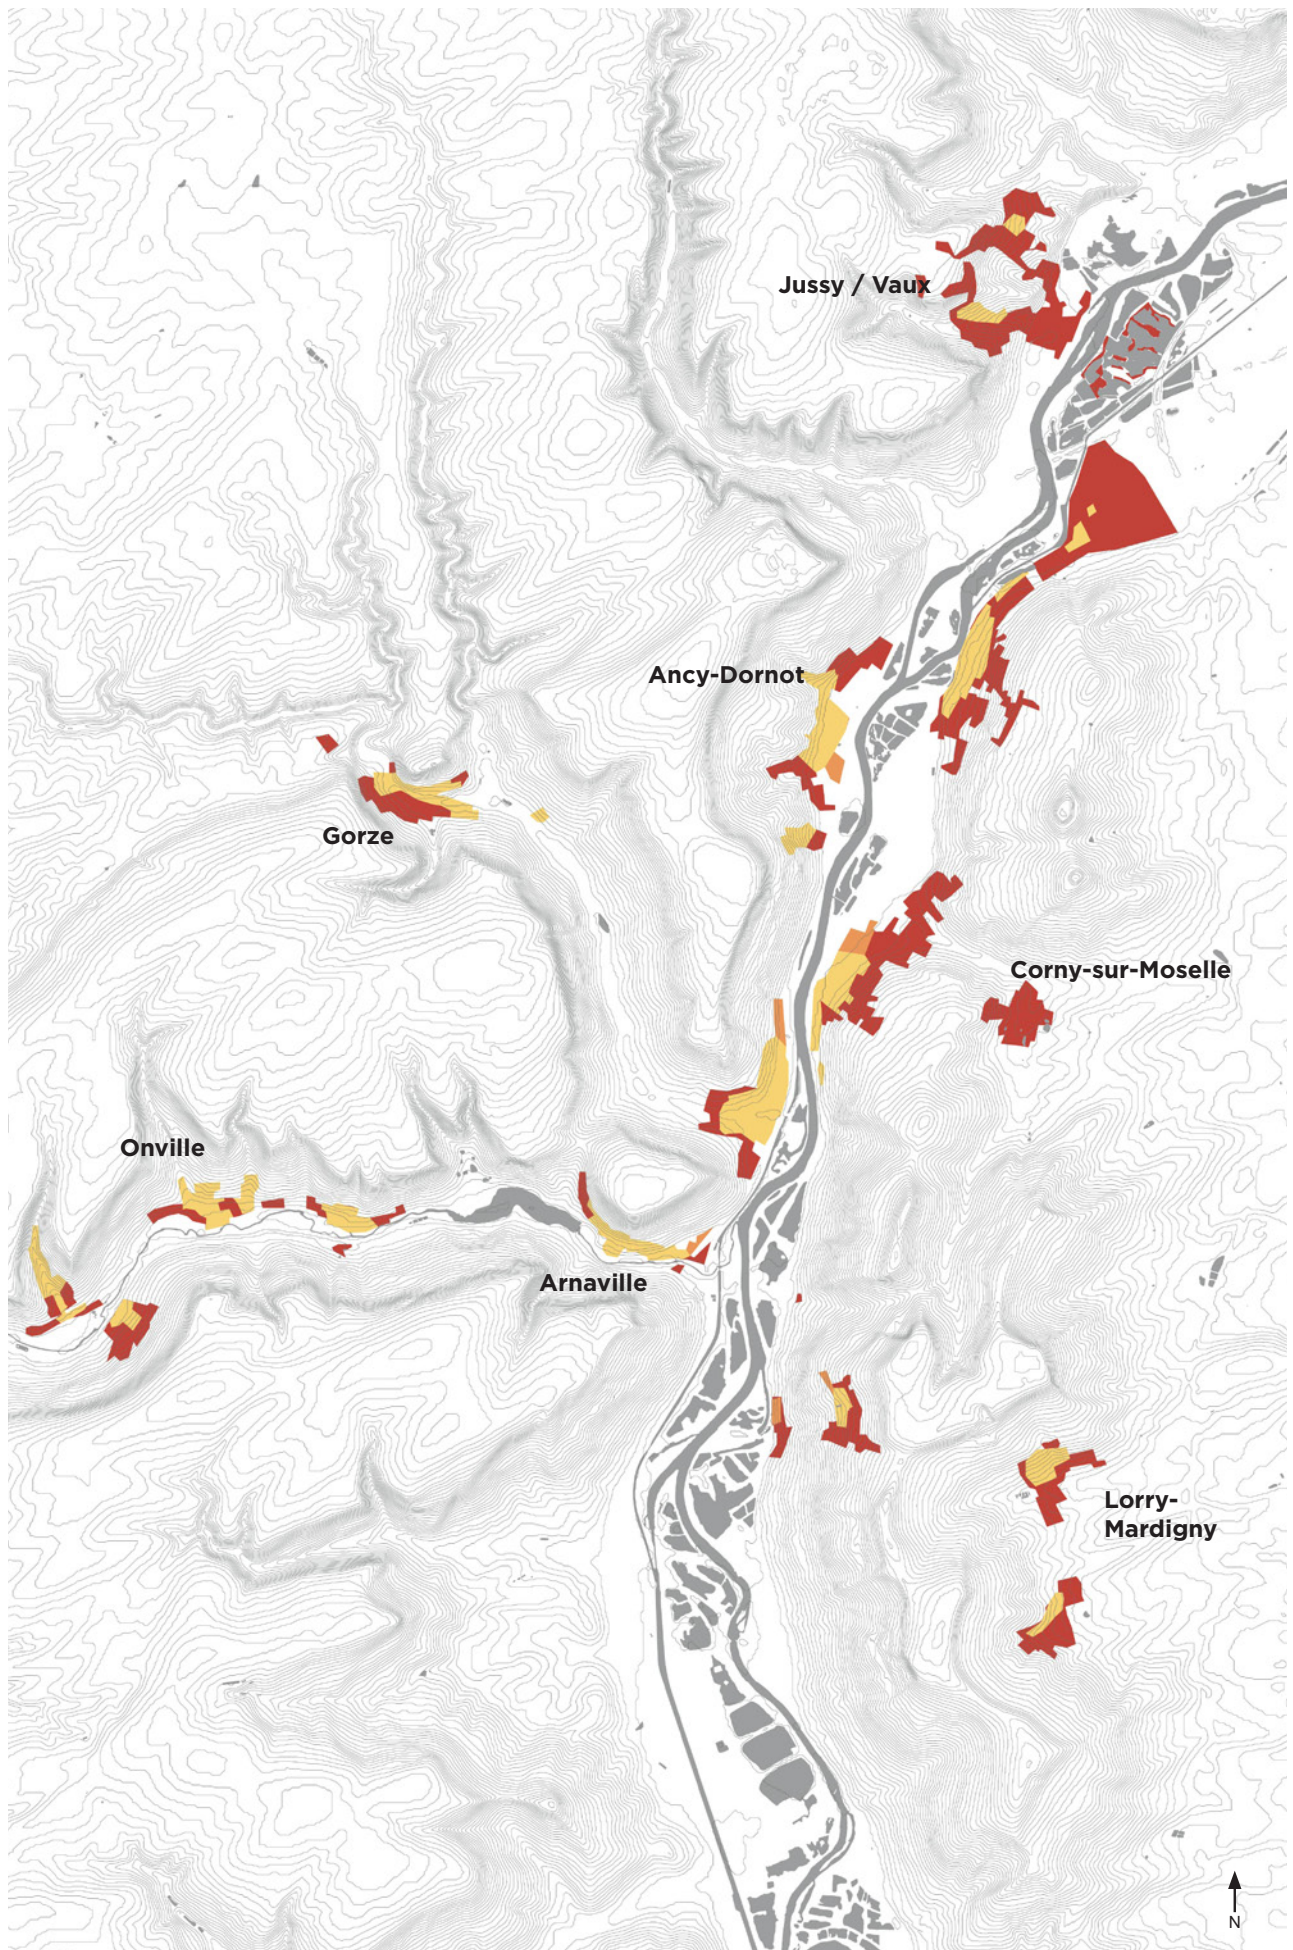 Jussy / Vaux
Ancy-Dornot
Gorze
Corny-sur-Moselle
Onville
Arnaville
Lorry-
Mardigny
N